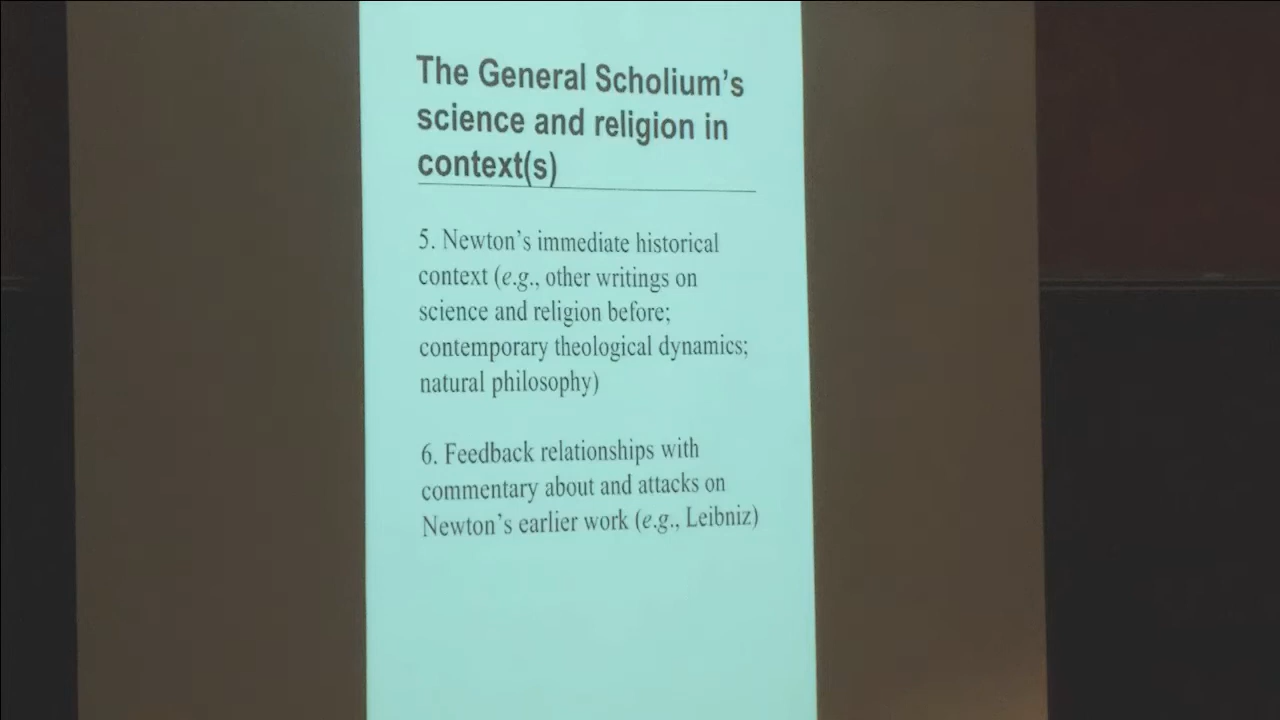 The General Scholium's
science and religion in
context(s)
5. Newton's immediate historical
context (e.g., other writings on
science and religion before;
contemporary theological dynamics;
natural philosophy)
6. Feedback relationships with
commentary about and attacks on
Newton's earlier work (e.g., Leibniz)